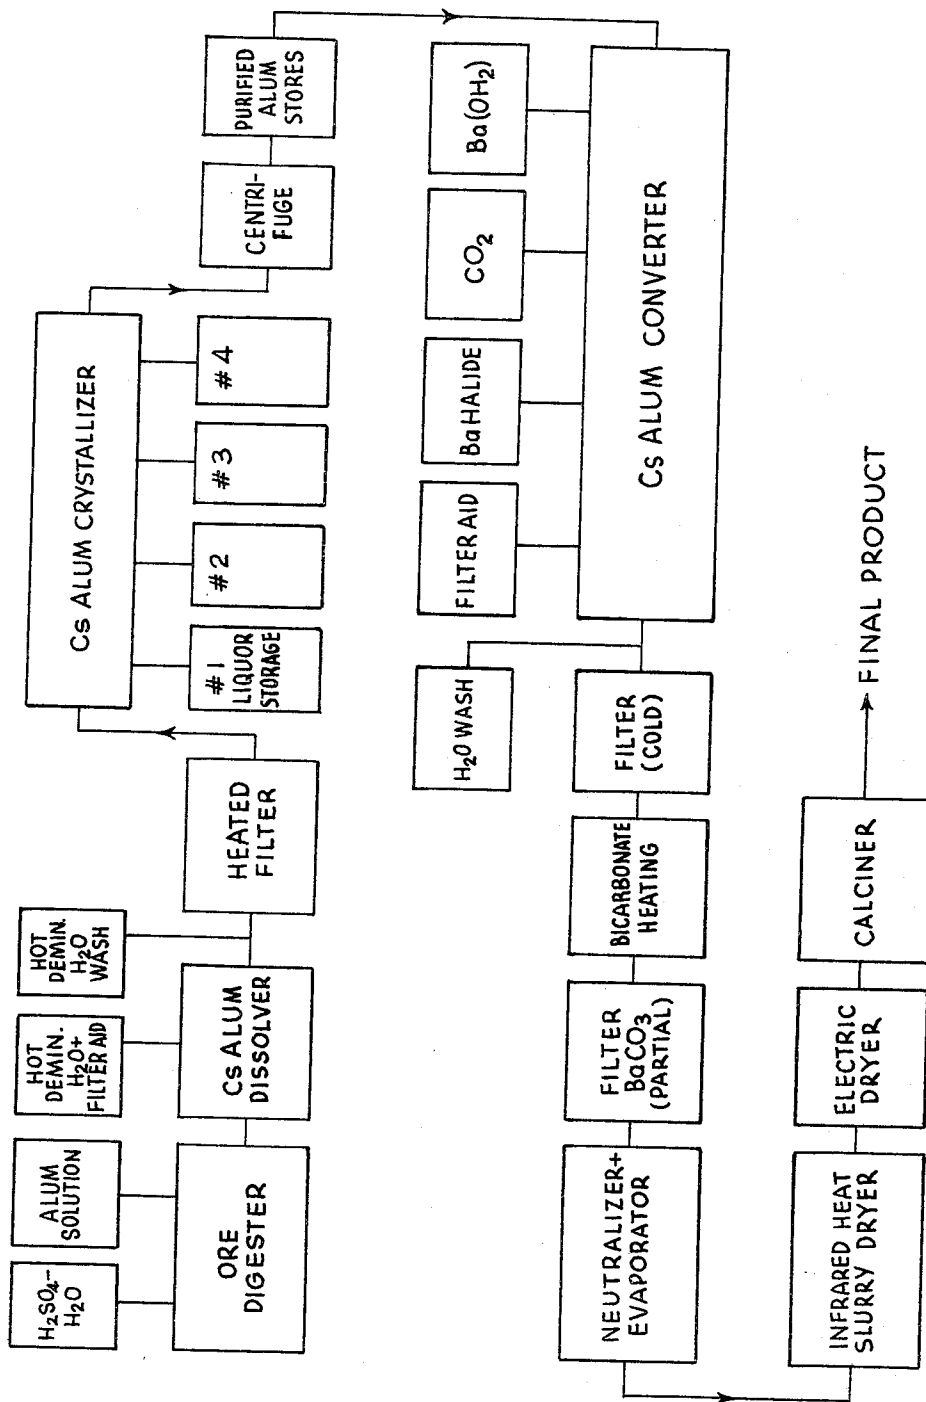 H₂SO₄–
H₂O
ALUM
SOLUTION
HOT
DEMIN.
H₂O+
FILTER AID
HOT
DEMIN.
H₂O
WASH
ORE
DIGESTER
Cs ALUM
DISSOLVER
HEATED
FILTER
Cs ALUM CRYSTALLIZER
#1
LIQUOR
STORAGE
#2
#3
#4
CENTRI-
FUGE
PURIFIED
ALUM
STORES
H₂O WASH
FILTER AID
Ba HALIDE
CO₂
Ba(OH₂)
Cs ALUM CONVERTER
FILTER
(COLD)
BICARBONATE
HEATING
FILTER
BaCO₃
(PARTIAL)
NEUTRALIZER+
EVAPORATOR
INFRARED HEAT
SLURRY DRYER
ELECTRIC
DRYER
CALCINER
FINAL PRODUCT